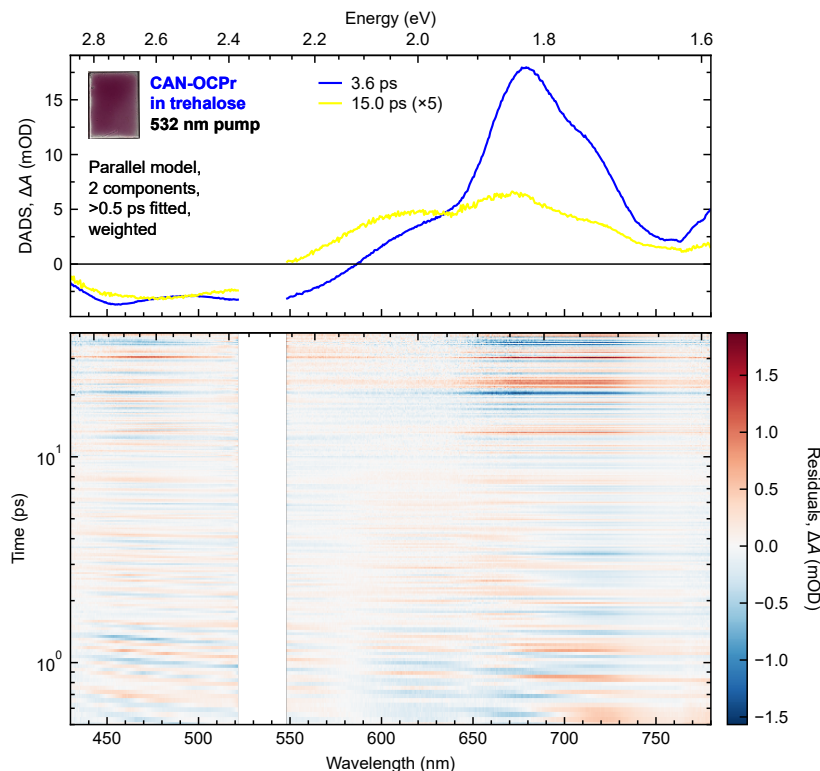 Energy (eV)
2.8 2.6 2.4 2.2 2.0 1.8 1.6
CAN-OCPr
in trehalose
532 nm pump
3.6 ps
15.0 ps (×5)
Parallel model,
2 components,
>0.5 ps fitted,
weighted
DADS, ΔA (mOD)
15
10
5
0
Time (ps)
10¹
10⁰
450 500 550 600 650 700 750
Wavelength (nm)
1.5
1.0
0.5
0.0
−0.5
−1.0
−1.5
Residuals, ΔA (mOD)